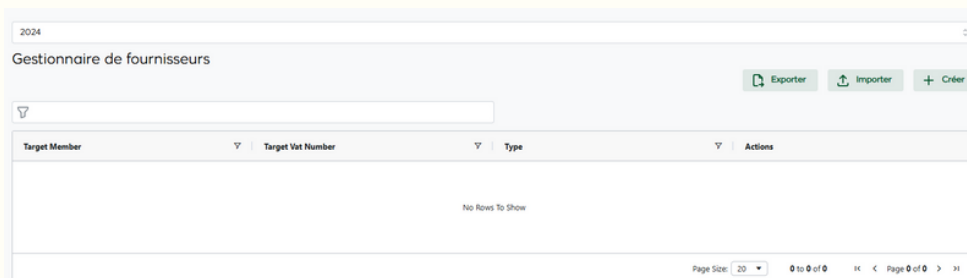 2024
Gestionnaire de fournisseurs
Exporter Importer + Créer
Target Member Target Vat Number Type Actions
No Rows To Show
Page Size: 20 0 to 0 of 0 Page 0 of 0